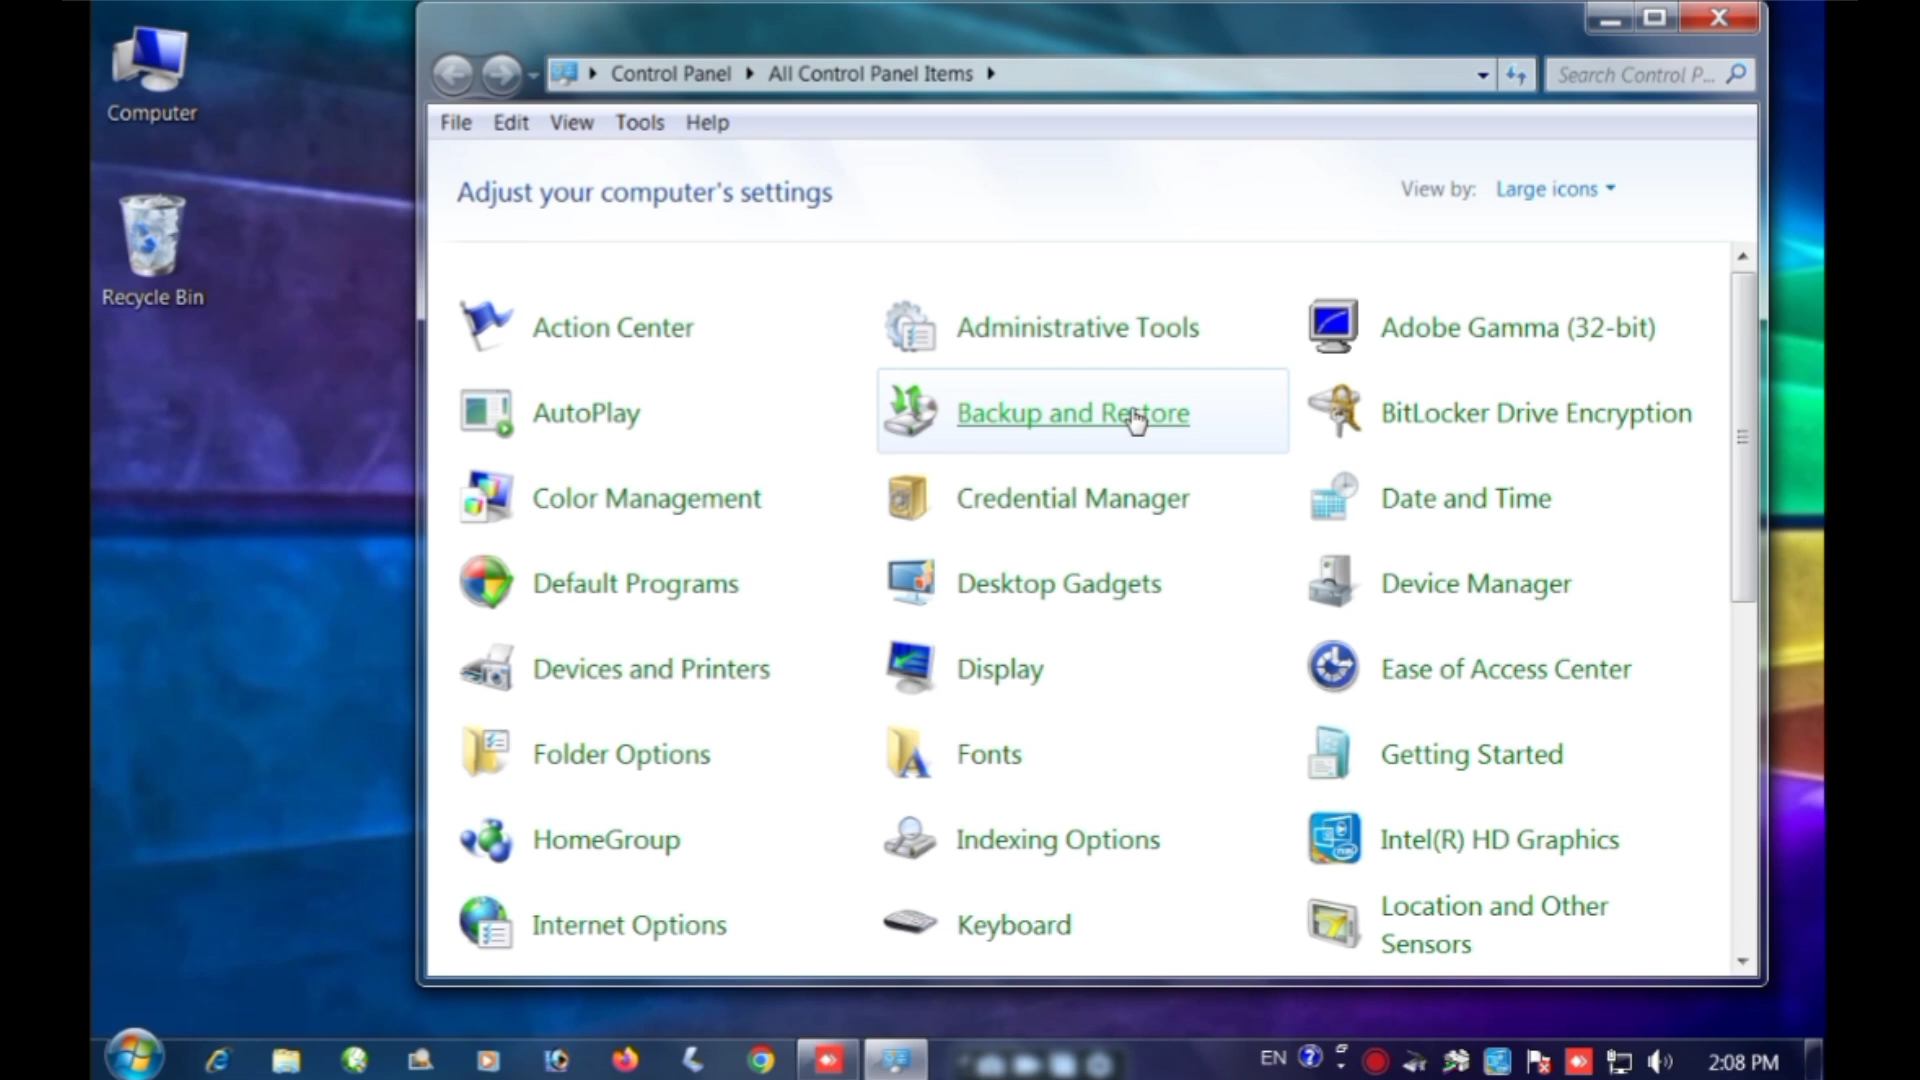 Computer
Recycle Bin
Control Panel
All Control Panel Items
Search Control P...
File Edit View Tools Help
Adjust your computer's settings
View by: Large icons
Action Center
Administrative Tools
Adobe Gamma (32-bit)
AutoPlay
Backup and Restore
BitLocker Drive Encryption
Color Management
Credential Manager
Date and Time
Default Programs
Desktop Gadgets
Device Manager
Devices and Printers
Display
Ease of Access Center
Folder Options
Fonts
Getting Started
HomeGroup
Indexing Options
Intel(R) HD Graphics
Internet Options
Keyboard
Location and Other
Sensors
EN
2:08 PM